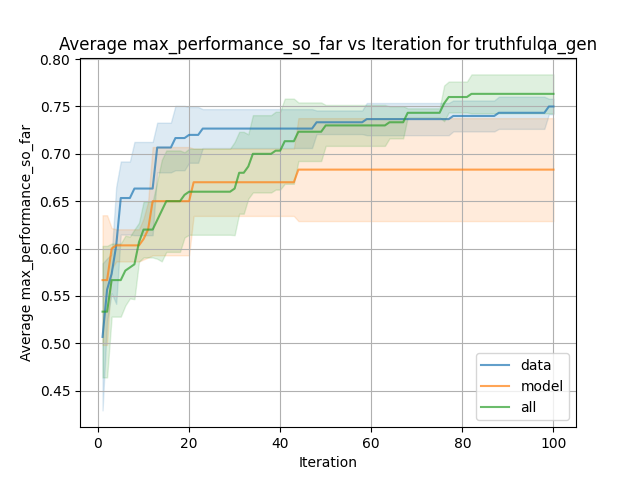 Average max_performance_so_far vs Iteration for truthfulqa_gen
Average max_performance_so_far
0.80
0.75
0.70
0.65
0.60
0.55
0.50
0.45
data
model
all
0
20
40
60
80
100
Iteration